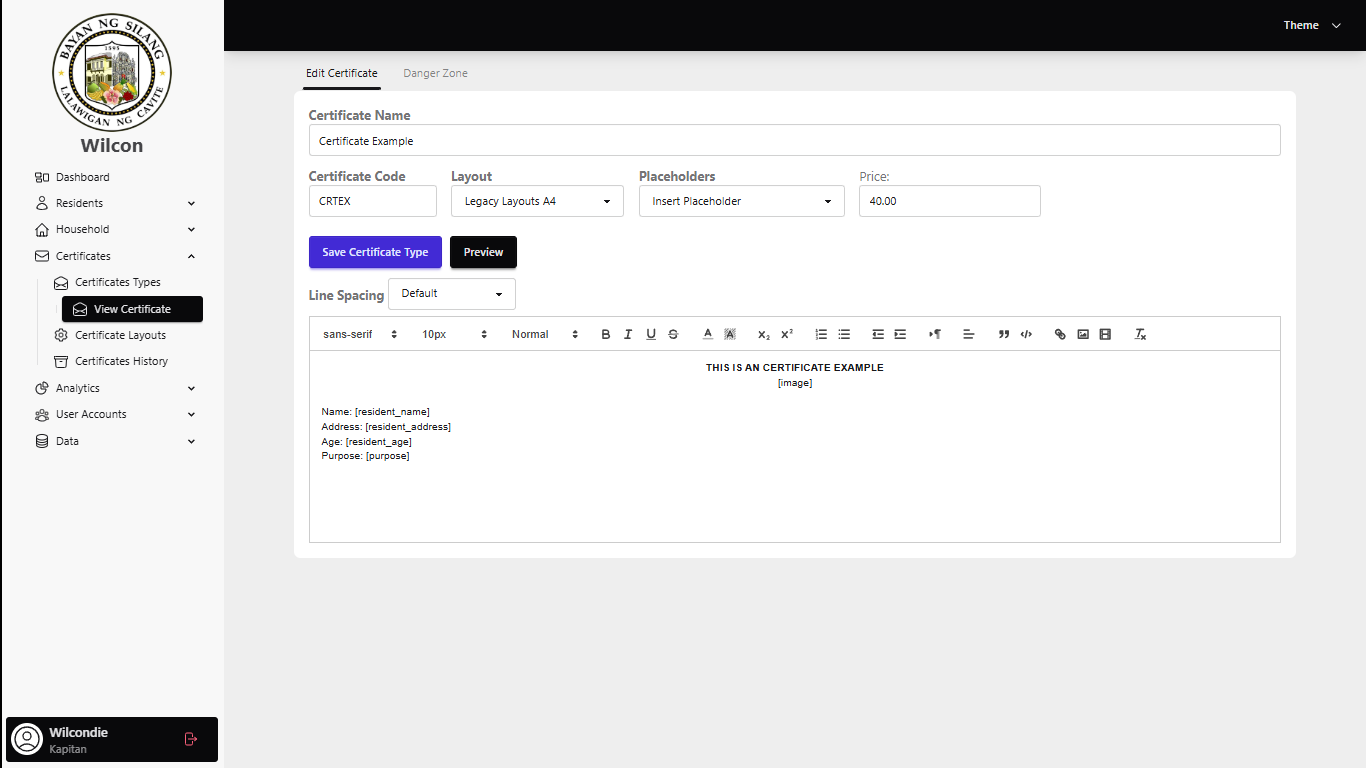 BAYAN NG SILANG
1595
LALAWIGAN NG CAVITE
Wilcon
Dashboard
Residents
Household
Certificates
Certificates Types
View Certificate
Certificate Layouts
Certificates History
Analytics
User Accounts
Data
Wilcondie
Kapitan
Theme
Edit Certificate Danger Zone
Certificate Name
Certificate Example
Certificate Code Layout Placeholders Price:
CRTEX Legacy Layouts A4 Insert Placeholder 40.00
Save Certificate Type Preview
Line Spacing Default
sans-serif 10px Normal
THIS IS AN CERTIFICATE EXAMPLE
[image]
Name: [resident_name]
Address: [resident_address]
Age: [resident_age]
Purpose: [purpose]